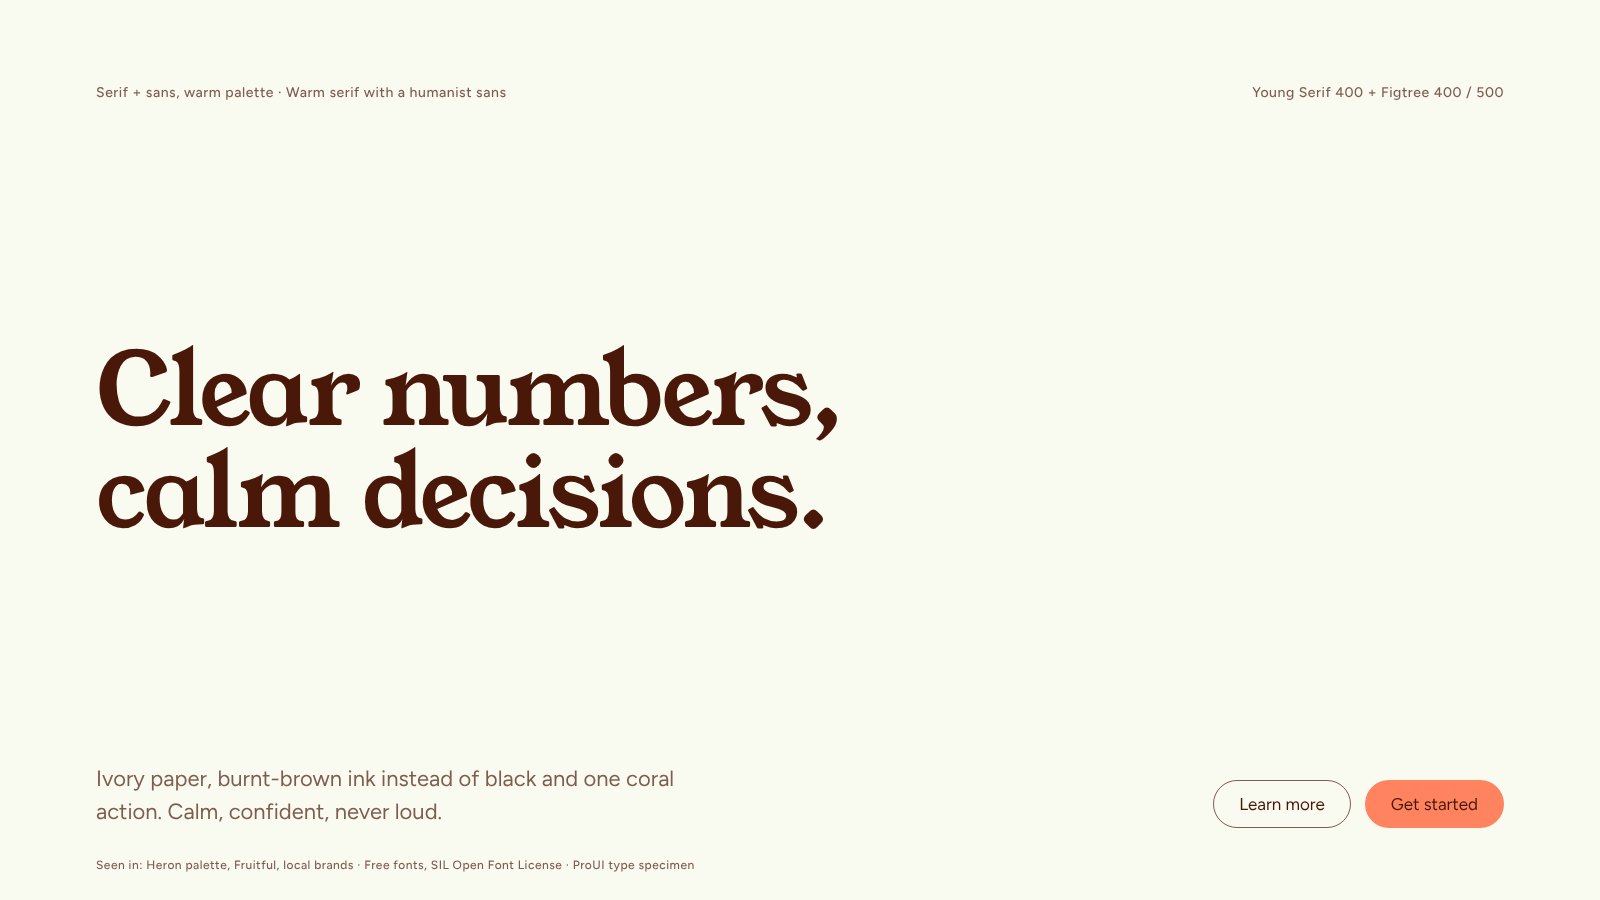 Serif + sans, warm palette · Warm serif with a humanist sans
Young Serif 400 + Figtree 400 / 500
Clear numbers,
calm decisions.
Ivory paper, burnt-brown ink instead of black and one coral
action. Calm, confident, never loud.
Learn more
Get started
Seen in: Heron palette, Fruitful, local brands · Free fonts, SIL Open Font License · ProUI type specimen